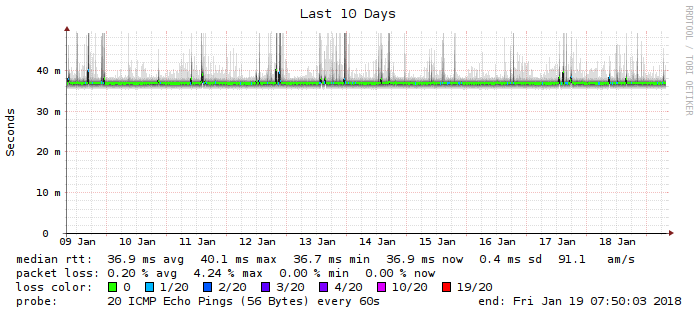 Last 10 Days
RRDTOOL / TOBI OETIKER
Seconds
40 m
30 m
20 m
10 m
0
09 Jan 10 Jan 11 Jan 12 Jan 13 Jan 14 Jan 15 Jan 16 Jan 17 Jan 18 Jan
median rtt: 36.9 ms avg 40.1 ms max 36.7 ms min 36.9 ms now 0.4 ms sd 91.1 am/s
packet loss: 0.20 % avg 4.24 % max 0.00 % min 0.00 % now
loss color: 0 1/20 2/20 3/20 4/20 10/20 19/20
probe: 20 ICMP Echo Pings (56 Bytes) every 60s end: Fri Jan 19 07:50:03 2018